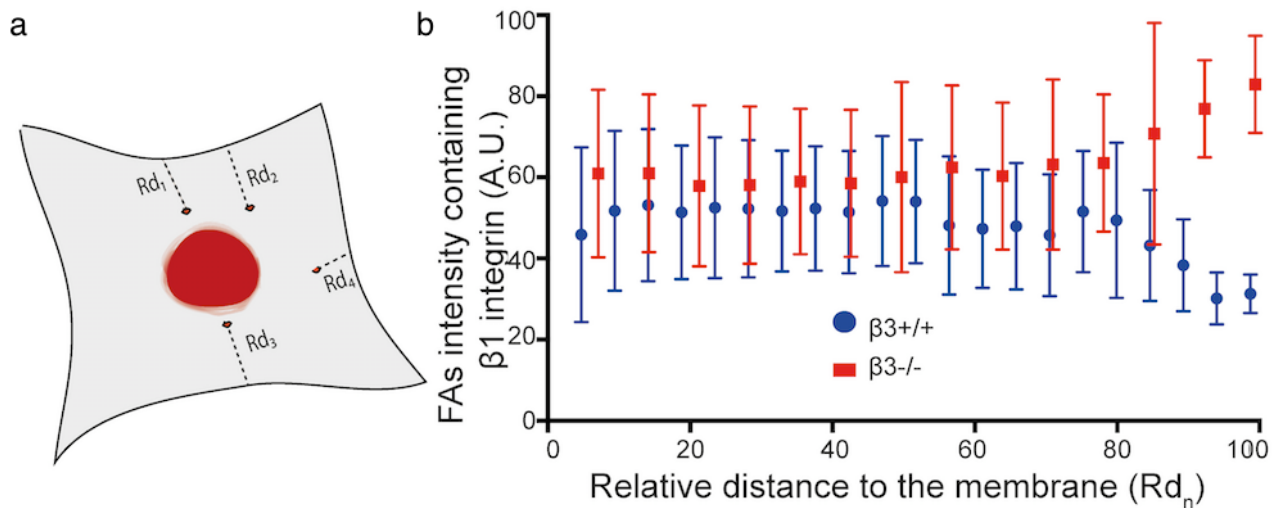 a
Rd₁
Rd₂
Rd₄
Rd₃
b
FAs intensity containing
β1 integrin (A.U.)
100
80
60
40
20
0
β3+/+
β3-/-
0 20 40 60 80 100
Relative distance to the membrane (Rdₙ)